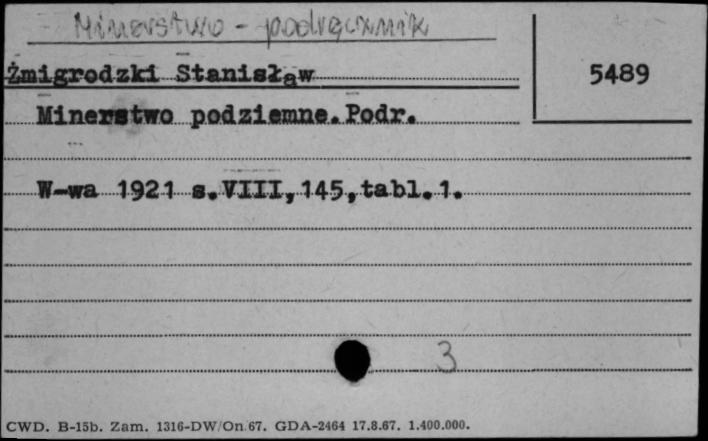 Minerstwo - podręcznik
Żmigrodzki Stanisław
5489
Minerstwo podziemne.Podr.
W-wa 1921 s.VIII,145,tabl.1.
3
CWD. B-15b. Zam. 1316-DW/On 67. GDA-2464 17.8.67. 1.400.000.